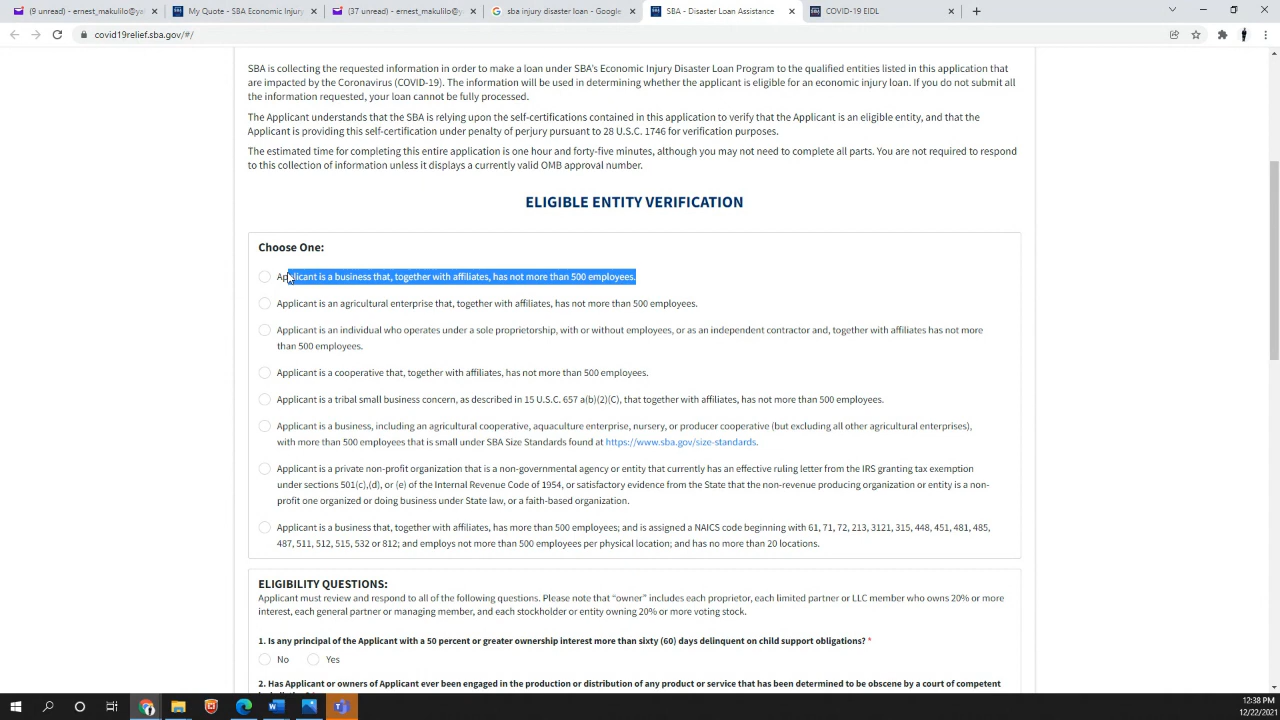 (9 unread) - ernest_makulilo@ya
My Quote - SBA Economic Injury
(37 unread) - ernest_makulilo@y
sba injury disaster loan - Google
SBA - Disaster Loan Assistance
COVID-19 EIDL
covid19relief.sba.gov/#/
SBA is collecting the requested information in order to make a loan under SBA's Economic Injury Disaster Loan Program to the qualified entities listed in this application that
are impacted by the Coronavirus (COVID-19). The information will be used in determining whether the applicant is eligible for an economic injury loan. If you do not submit all
the information requested, your loan cannot be fully processed.
The Applicant understands that the SBA is relying upon the self-certifications contained in this application to verify that the Applicant is an eligible entity, and that the
Applicant is providing this self-certification under penalty of perjury pursuant to 28 U.S.C. 1746 for verification purposes.
The estimated time for completing this entire application is one hour and forty-five minutes, although you may not need to complete all parts. You are not required to respond
to this collection of information unless it displays a currently valid OMB approval number.
ELIGIBLE ENTITY VERIFICATION
Choose One:
Applicant is a business that, together with affiliates, has not more than 500 employees.
Applicant is an agricultural enterprise that, together with affiliates, has not more than 500 employees.
Applicant is an individual who operates under a sole proprietorship, with or without employees, or as an independent contractor and, together with affiliates has not more
than 500 employees.
Applicant is a cooperative that, together with affiliates, has not more than 500 employees.
Applicant is a tribal small business concern, as described in 15 U.S.C. 657 a(b)(2)(C), that together with affiliates, has not more than 500 employees.
Applicant is a business, including an agricultural cooperative, aquaculture enterprise, nursery, or producer cooperative (but excluding all other agricultural enterprises),
with more than 500 employees that is small under SBA Size Standards found at https://www.sba.gov/size-standards.
Applicant is a private non-profit organization that is a non-governmental agency or entity that currently has an effective ruling letter from the IRS granting tax exemption
under sections 501(c),(d), or (e) of the Internal Revenue Code of 1954, or satisfactory evidence from the State that the non-revenue producing organization or entity is a non-
profit one organized or doing business under State law, or a faith-based organization.
Applicant is a business that, together with affiliates, has more than 500 employees; and is assigned a NAICS code beginning with 61, 71, 72, 213, 3121, 315, 448, 451, 481, 485,
487, 511, 512, 515, 532 or 812; and employs not more than 500 employees per physical location; and has no more than 20 locations.
ELIGIBILITY QUESTIONS:
Applicant must review and respond to all of the following questions. Please note that "owner" includes each proprietor, each limited partner or LLC member who owns 20% or more
interest, each general partner or managing member, and each stockholder or entity owning 20% or more voting stock.
1. Is any principal of the Applicant with a 50 percent or greater ownership interest more than sixty (60) days delinquent on child support obligations? *
No Yes
2. Has Applicant or owners of Applicant ever been engaged in the production or distribution of any product or service that has been determined to be obscene by a court of competent
12:38 PM
12/22/2021